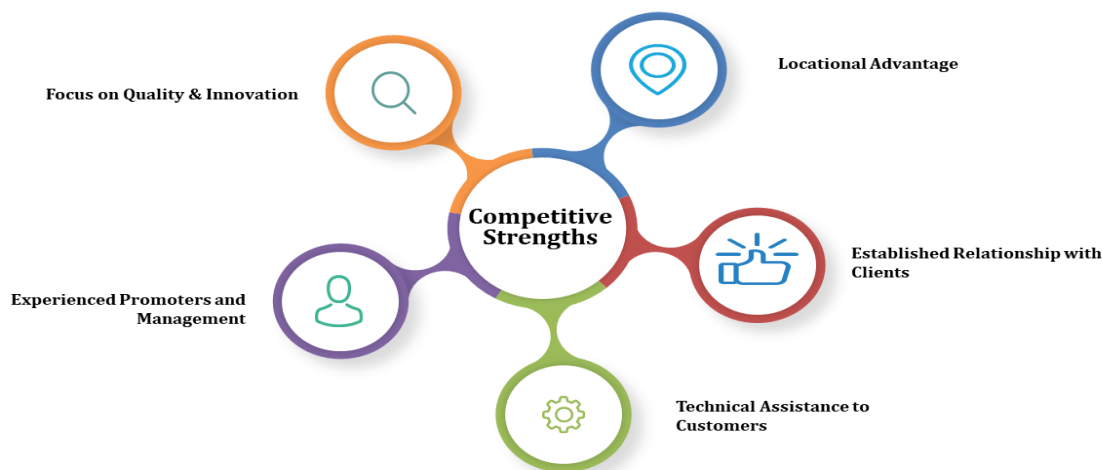 Locational Advantage
Focus on Quality & Innovation
Competitive
Strengths
Established Relationship with
Clients
Experienced Promoters and
Management
Technical Assistance to
Customers